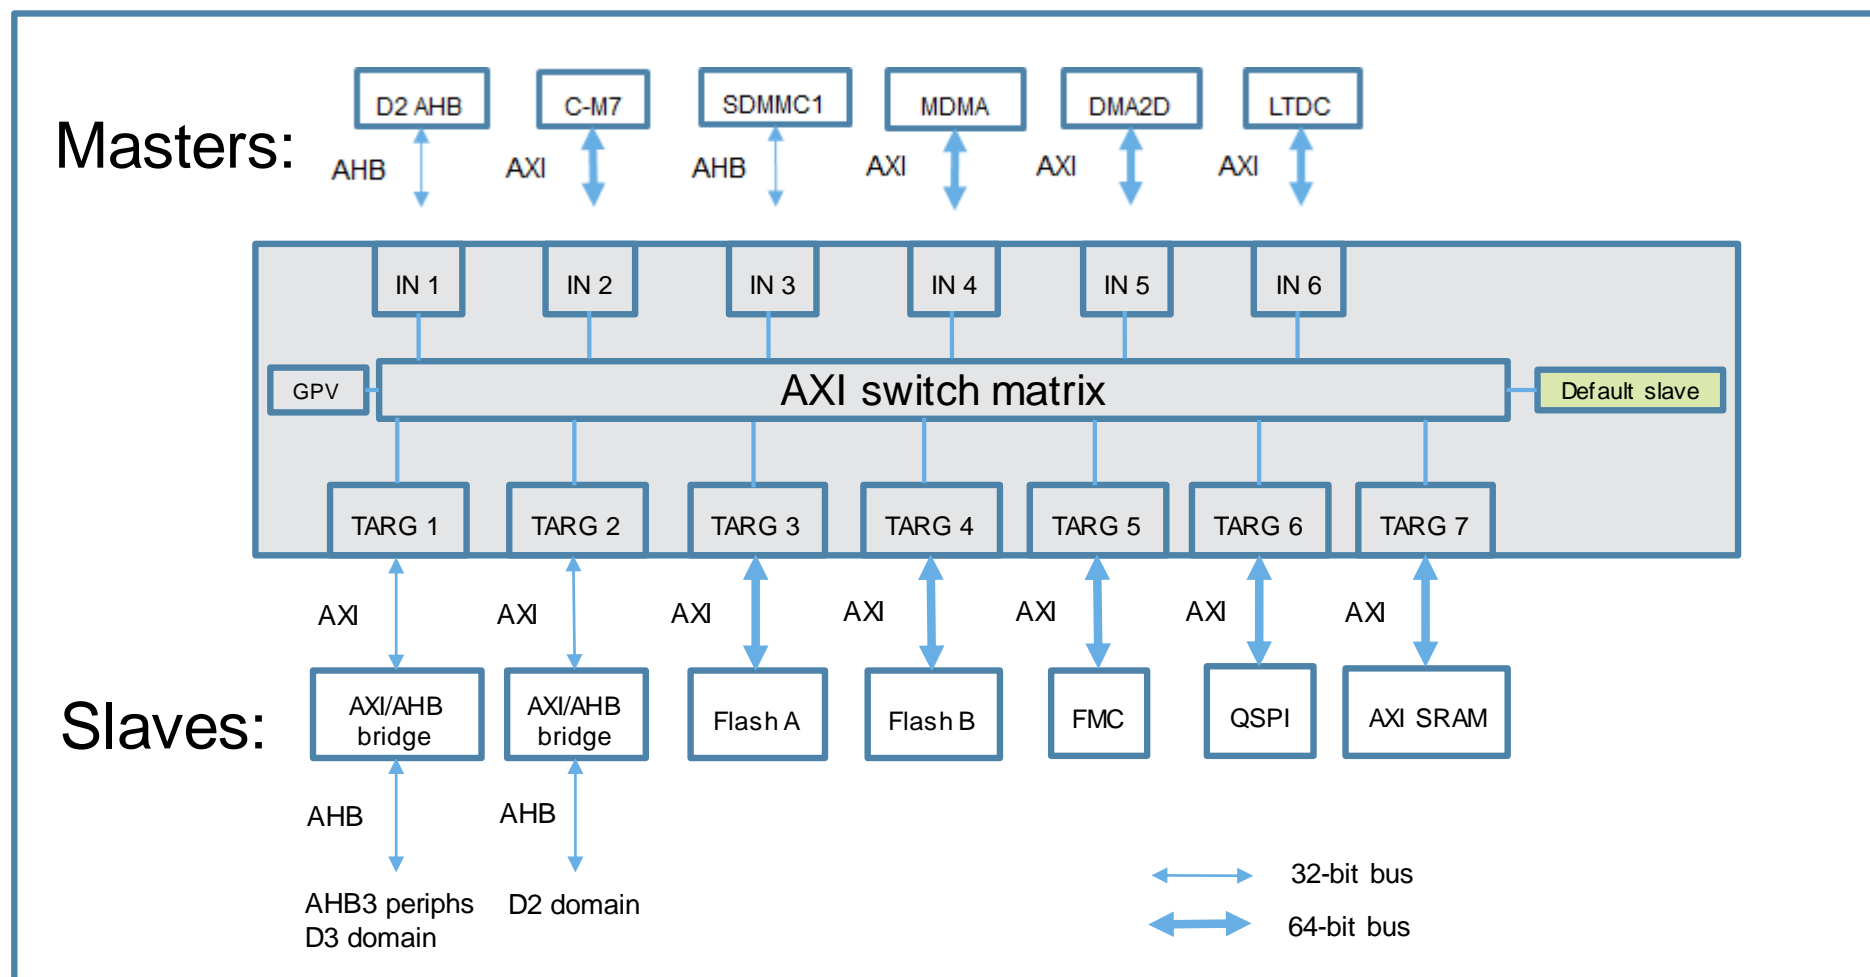 Masters:
D2 AHB
C-M7
SDMMC1
MDMA
DMA2D
LTDC
AHB
AXI
AHB
AXI
AXI
AXI
IN 1
IN 2
IN 3
IN 4
IN 5
IN 6
GPV
AXI switch matrix
Default slave
TARG 1
TARG 2
TARG 3
TARG 4
TARG 5
TARG 6
TARG 7
AXI
AXI
AXI
AXI
AXI
AXI
AXI
Slaves:
AXI/AHB
bridge
AXI/AHB
bridge
Flash A
Flash B
FMC
QSPI
AXI SRAM
AHB
AHB
AHB3 periphs
D3 domain
D2 domain
32-bit bus
64-bit bus